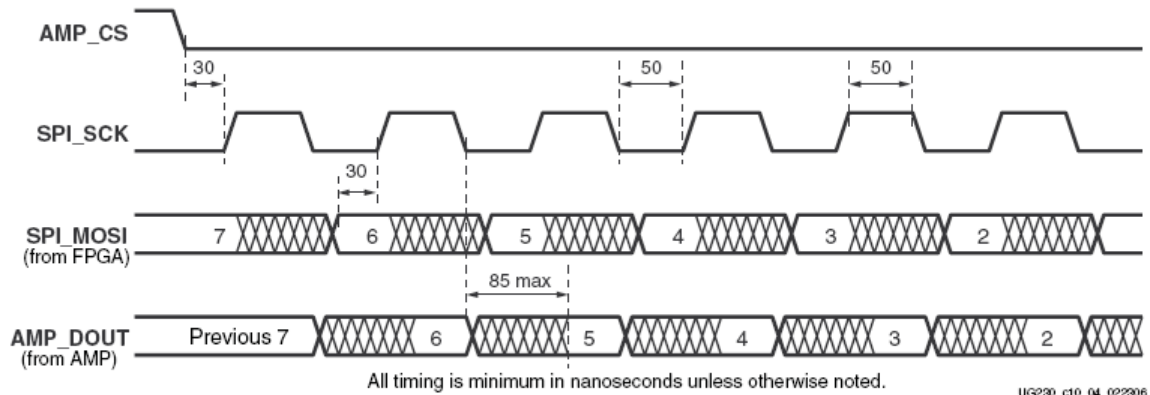 AMP_CS
30
50
50
SPI_SCK
30
SPI_MOSI
(from FPGA)
7 6 5 4 3 2
85 max
AMP_DOUT
(from AMP)
Previous 7 6 5 4 3 2
All timing is minimum in nanoseconds unless otherwise noted.
UG230_c10_04_022306